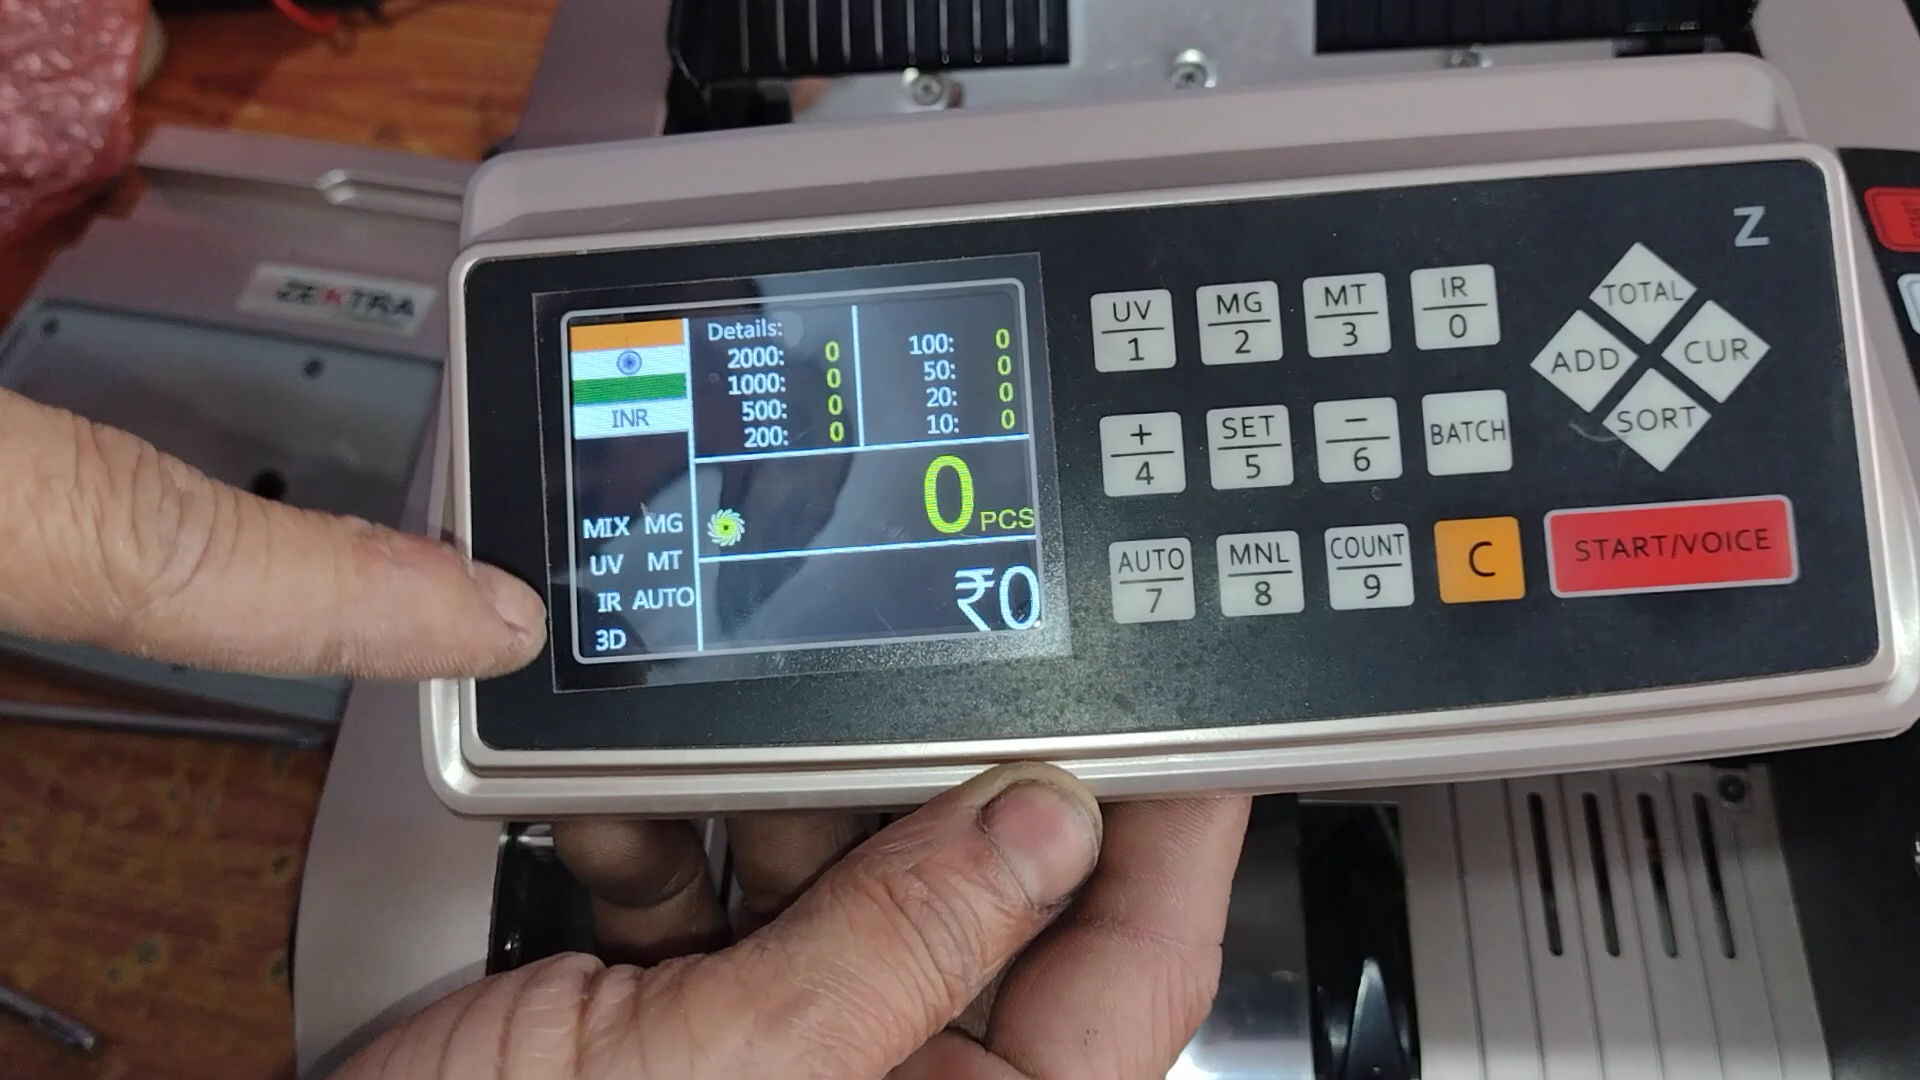 Z
ZEKTRA
INR
Details:
2000: 0
1000: 0
500: 0
200: 0
100: 0
50: 0
20: 0
10: 0
MIX MG
UV MT
IR AUTO
3D
0 PCS
₹0
UV
1
MG
2
MT
3
IR
0
+
4
SET
5
−
6
BATCH
AUTO
7
MNL
8
COUNT
9
C
TOTAL
ADD
CUR
SORT
START/VOICE